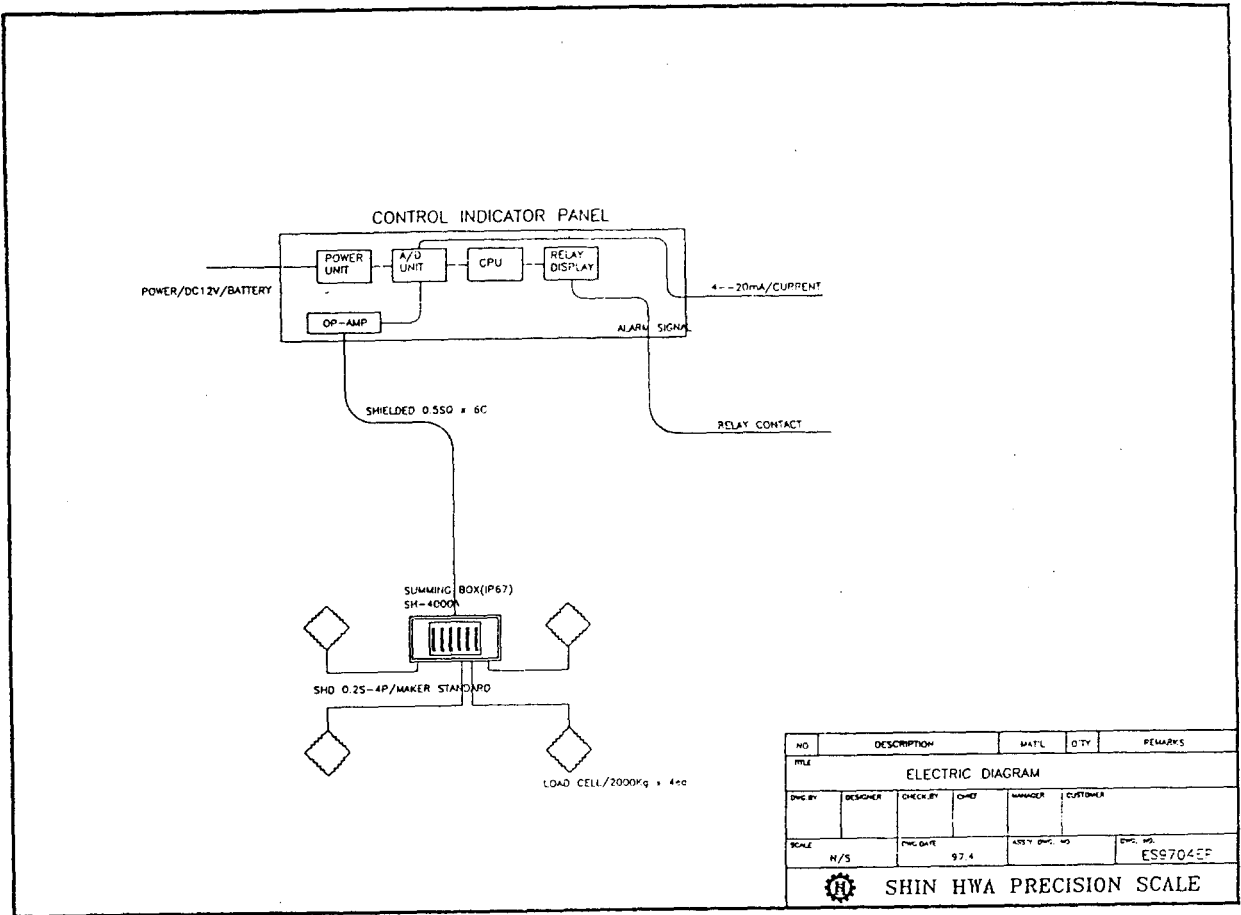 CONTROL INDICATOR PANEL
POWER
UNIT
A/D
UNIT
CPU
RELAY
DISPLAY
POWER/DC12V/BATTERY
4--20mA/CURRENT
OP-AMP
ALARM SIGNAL
SHIELDED 0.5SQ x 6C
RELAY CONTACT
SUMMING BOX(IP67)
SH-4000A
SHD 0.2S-4P/MAKER STANDARD
LOAD CELL/2000Kg x 4ea
NO DESCRIPTION MAT'L Q'TY REMARKS
TITLE
ELECTRIC DIAGRAM
DWG.BY DESIGNER CHECK.BY CHIEF MANAGER CUSTOMER
SCALE DWG.DATE ASS'Y DWG. NO. DWG. NO.
N/S 97.4
H SHIN HWA PRECISION SCALE